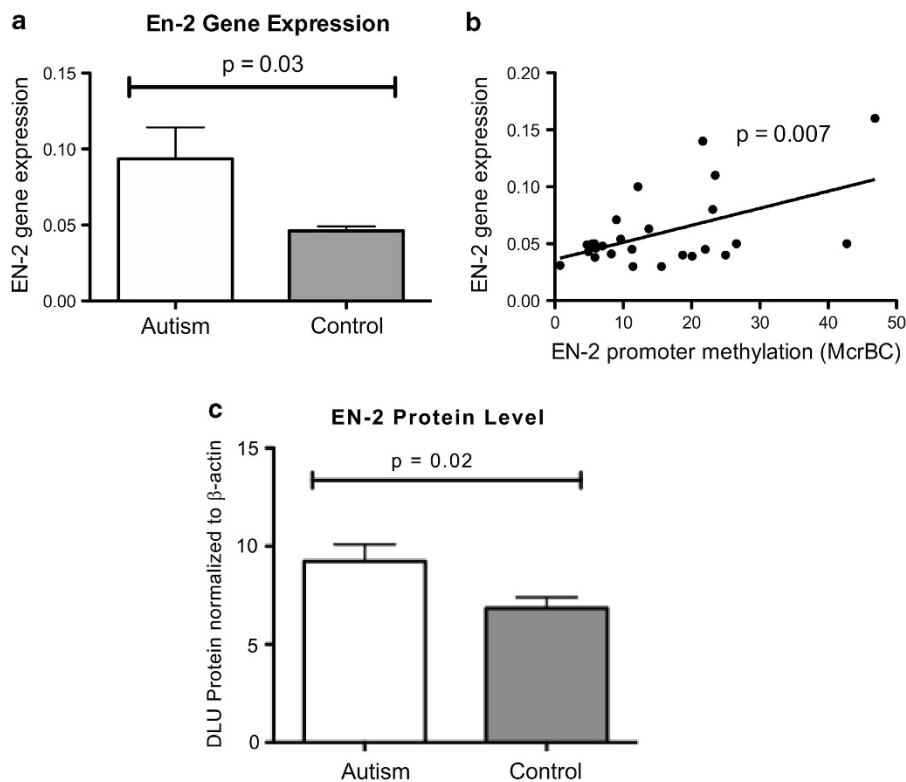 a
En-2 Gene Expression
EN-2 gene expression
0.15
0.10
0.05
0.00
p = 0.03
Autism Control
b
EN-2 gene expression
0.20
0.15
0.10
0.05
0.00
p = 0.007
0 10 20 30 40 50
EN-2 promoter methylation (McrBC)
c
EN-2 Protein Level
DLU Protein normalized to β-actin
15
10
5
0
p = 0.02
Autism Control